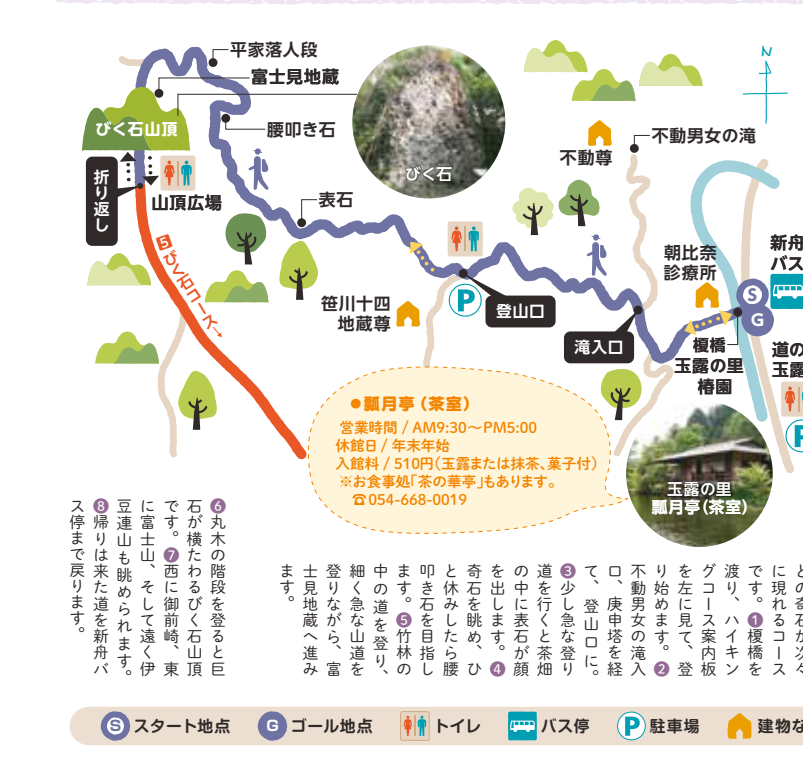 平家落人段
富士見地蔵
びく石山頂
腰叩き石
びく石
折り返し
山頂広場
表石
5 びく石コース→
笹川十四
地蔵尊
P
登山口
滝入口
不動尊
不動男女の滝
N
朝比奈
診療所
新舟
バス
S
G
榎橋
玉露の里
椿園
道の
玉露
P
●瓢月亭（茶室）
営業時間 / AM9:30〜PM5:00
休館日 / 年末年始
入館料 / 510円（玉露または抹茶、菓子付）
※お食事処「茶の華亭」もあります。
☎054-668-0019
玉露の里
瓢月亭（茶室）
どの奇石が次々
に現れるコース
です。❶榎橋を
渡り、ハイキン
グコース案内板
を左に見て、登
り始めます。❷
不動男女の滝入
口、庚申塔を経
て、登山口に。
❸少し急な登り
道を行くと茶畑
の中に表石が顔
を出します。❹
奇石を眺め、ひ
と休みしたら腰
叩き石を目指し
ます。❺竹林の
中の道を登り、
細く急な山道を
登りながら、富
士見地蔵へ進み
ます。
❻丸木の階段を登ると巨
石が横たわるびく石山頂
です。❼西に御前崎、東
に富士山、そして遠く伊
豆連山も眺められます。
❽帰りは来た道を新舟バ
ス停まで戻ります。
S スタート地点
G ゴール地点
トイレ
バス停
P 駐車場
建物な